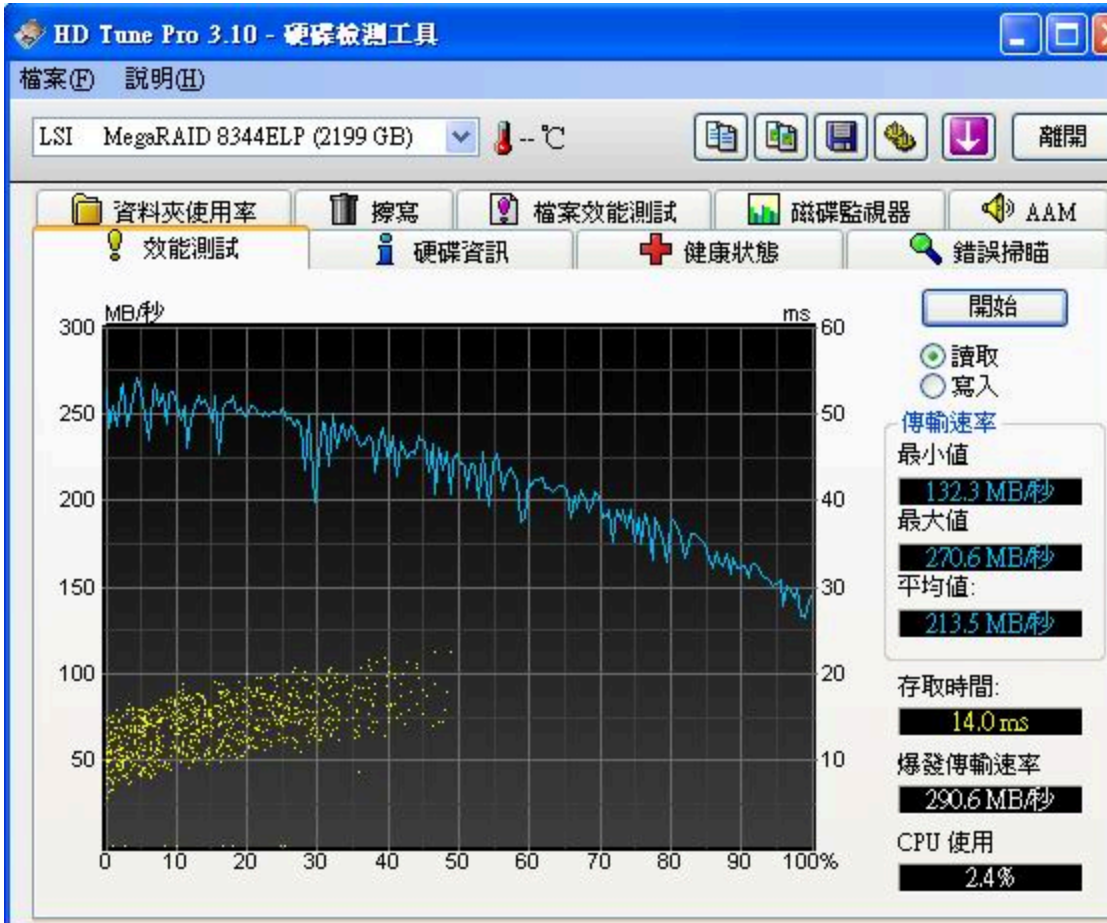 HD Tune Pro 3.10 - 硬碟檢測工具
檔案(F) 說明(H)
LSI MegaRAID 8344ELP (2199 GB) -- ℃ 離開
資料夾使用率 擦寫 檔案效能測試 磁碟監視器 AAM
效能測試 硬碟資訊 健康狀態 錯誤掃瞄
MB/秒 ms
300 60
250 50
200 40
150 30
100 20
50 10
0 10 20 30 40 50 60 70 80 90 100%
開始
讀取
寫入
傳輸速率
最小值
132.3 MB/秒
最大值
270.6 MB/秒
平均值:
213.5 MB/秒
存取時間:
14.0 ms
爆發傳輸速率
290.6 MB/秒
CPU 使用
2.4%